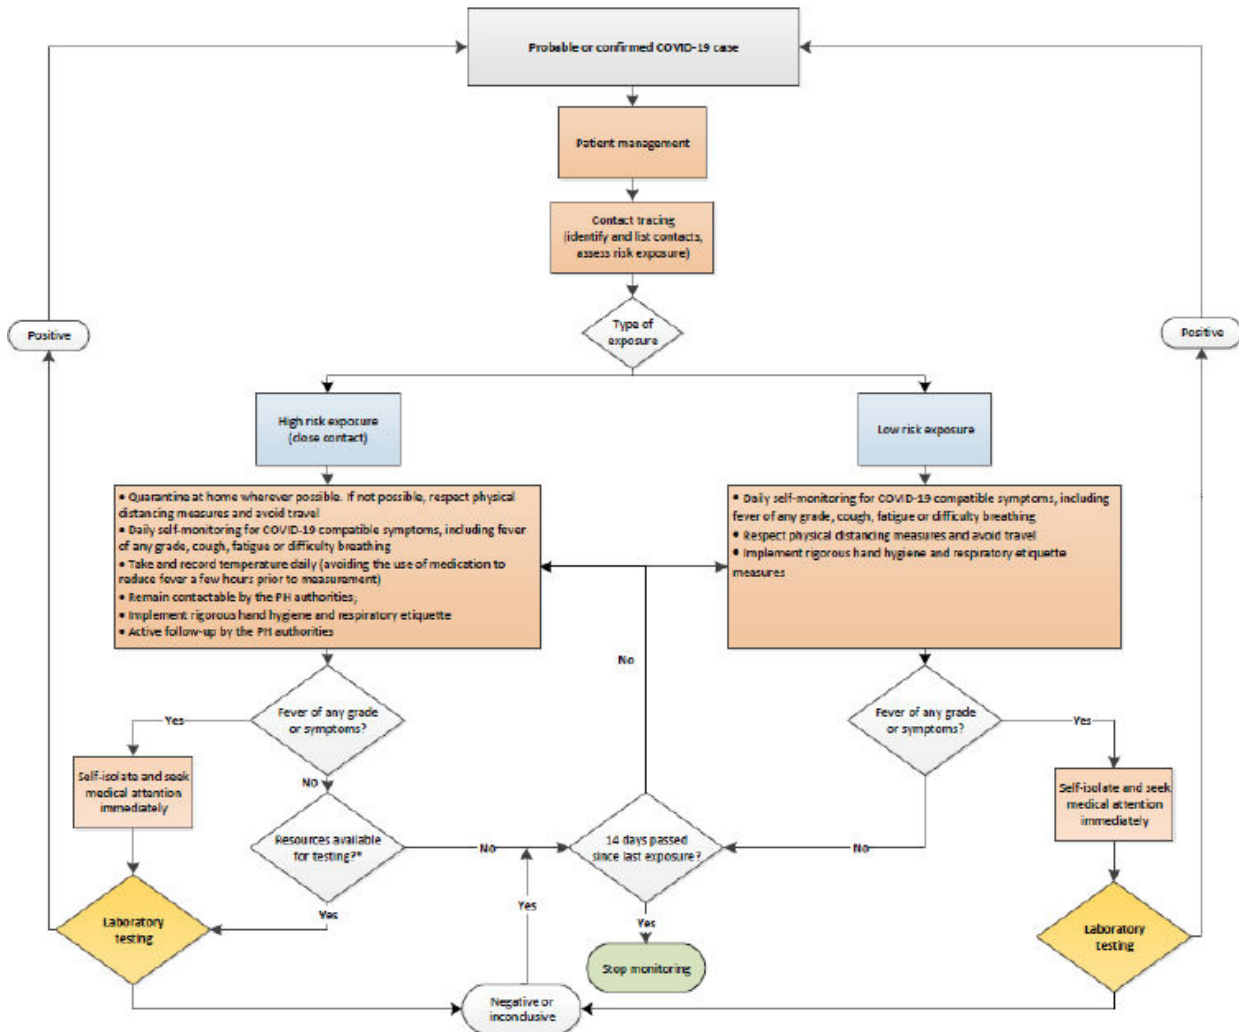 Probable or confirmed COVID-19 case
Patient management
Contact tracing
(identify and list contacts,
assess risk exposure)
Type of
exposure
Positive
Positive
High risk exposure
(close contact)
Low risk exposure
• Quarantine at home wherever possible. If not possible, respect physical
distancing measures and avoid travel
• Daily self-monitoring for COVID-19 compatible symptoms, including fever
of any grade, cough, fatigue or difficulty breathing
• Take and record temperature daily (avoiding the use of medication to
reduce fever a few hours prior to measurement)
• Remain contactable by the PH authorities,
• Implement rigorous hand hygiene and respiratory etiquette
• Active follow-up by the PH authorities
• Daily self-monitoring for COVID-19 compatible symptoms, including
fever of any grade, cough, fatigue or difficulty breathing
• Respect physical distancing measures and avoid travel
• Implement rigorous hand hygiene and respiratory etiquette
measures
No
Fever of any grade
or symptoms?
Yes
No
Fever of any grade
or symptoms?
Yes
Self-isolate and seek
medical attention
immediately
Self-isolate and seek
medical attention
immediately
Resources available
for testing?*
No
14 days passed
since last exposure?
No
Yes
Yes
Yes
Laboratory
testing
Laboratory
testing
Stop monitoring
Negative or
inconclusive